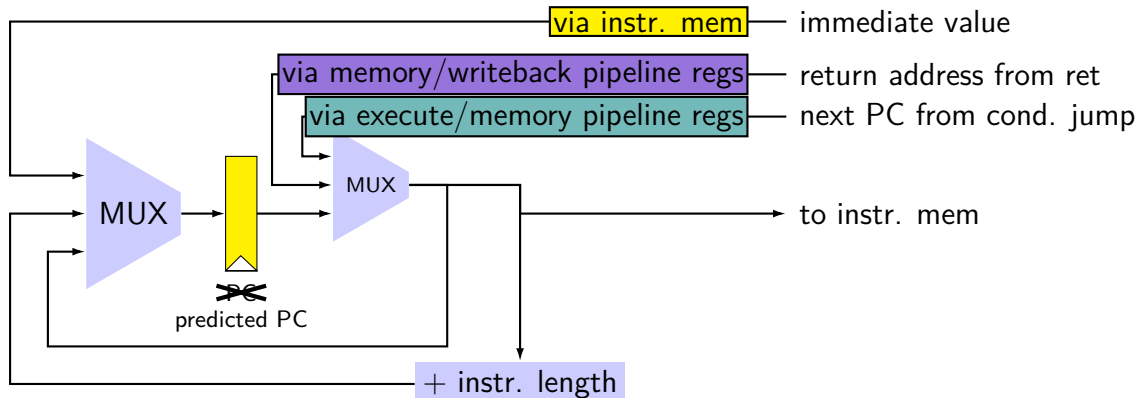 via instr. mem immediate value
via memory/writeback pipeline regs return address from ret
via execute/memory pipeline regs next PC from cond. jump
MUX
MUX
to instr. mem
PC
predicted PC
+ instr. length